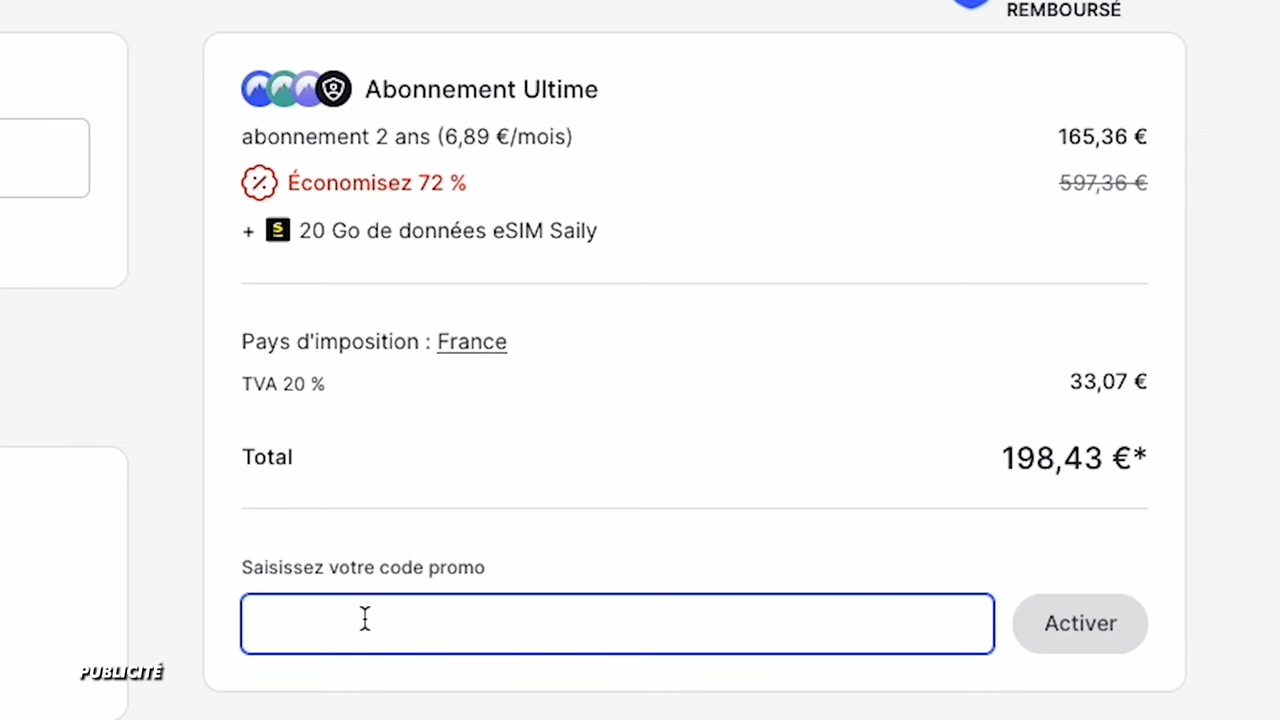 REMBOURSÉ
Abonnement Ultime
abonnement 2 ans (6,89 €/mois) 165,36 €
Économisez 72 % 597,36 €
+ S 20 Go de données eSIM Saily
Pays d'imposition : France
TVA 20 % 33,07 €
Total 198,43 €*
Saisissez votre code promo
Activer
PUBLICITÉ